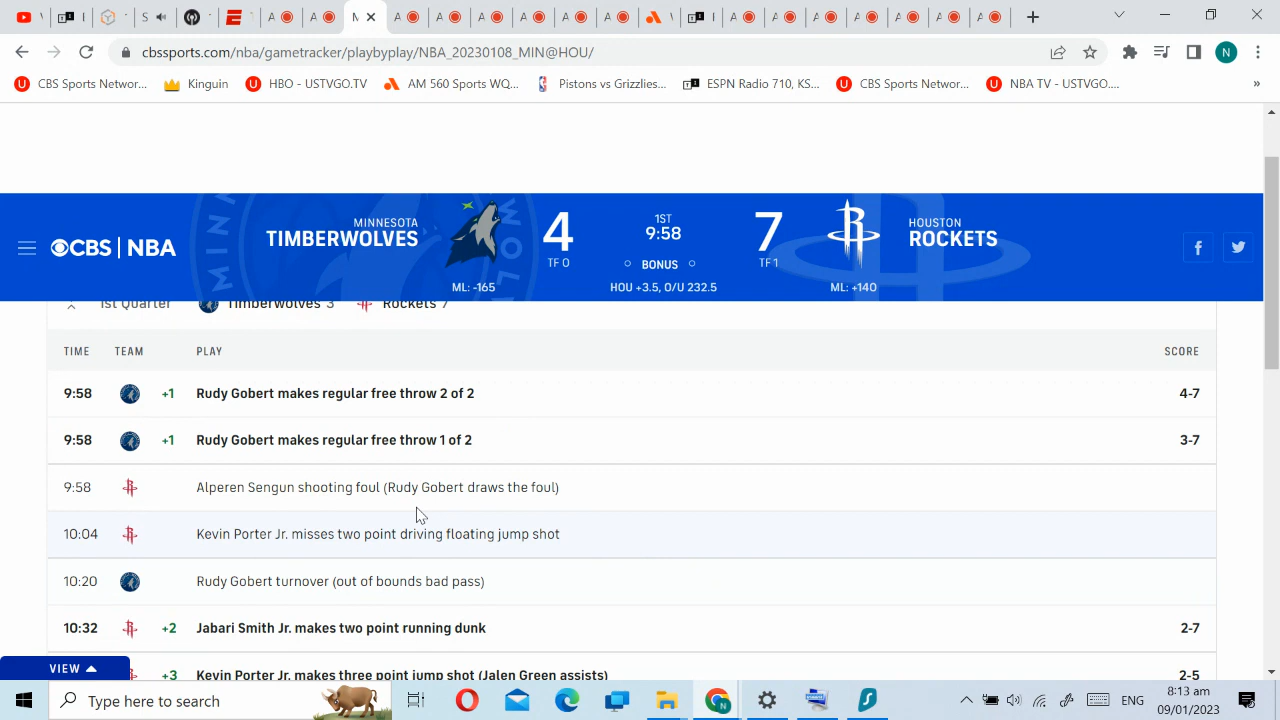 cbssports.com/nba/gametracker/playbyplay/NBA_20230108_MIN@HOU/
N
CBS Sports Networ...
Kinguin
HBO - USTVGO.TV
AM 560 Sports WQ...
Pistons vs Grizzlies...
ESPN Radio 710, KS...
CBS Sports Networ...
NBA TV - USTVGO....
»
CBS | NBA
MINNESOTA
TIMBERWOLVES
4
TF 0
ML: -165
1ST
9:58
BONUS
HOU +3.5, O/U 232.5
7
TF 1
HOUSTON
ROCKETS
ML: +140
1st Quarter Timberwolves 3 Rockets 7
TIME TEAM PLAY SCORE
9:58 +1 Rudy Gobert makes regular free throw 2 of 2 4-7
9:58 +1 Rudy Gobert makes regular free throw 1 of 2 3-7
9:58 Alperen Sengun shooting foul (Rudy Gobert draws the foul)
10:04 Kevin Porter Jr. misses two point driving floating jump shot
10:20 Rudy Gobert turnover (out of bounds bad pass)
10:32 +2 Jabari Smith Jr. makes two point running dunk 2-7
+3 Kevin Porter Jr. makes three point jump shot (Jalen Green assists) 2-5
VIEW
Type here to search
ENG
8:13 am
09/01/2023